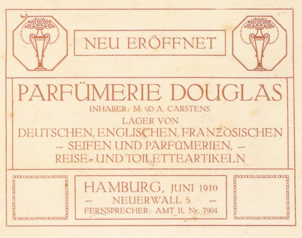 NEU ERÖFFNET
PARFÜMERIE DOUGLAS
INHABER: M. & A. CARSTENS
LAGER VON
DEUTSCHEN, ENGLISCHEN, FRANZÖSISCHEN
– SEIFEN UND PARFÜMERIEN, –
REISE- UND TOILETTEARTIKELN
HAMBURG, JUNI 1910
– NEUERWALL 5 –
FERNSPRECHER: AMT II, Nr. 7904